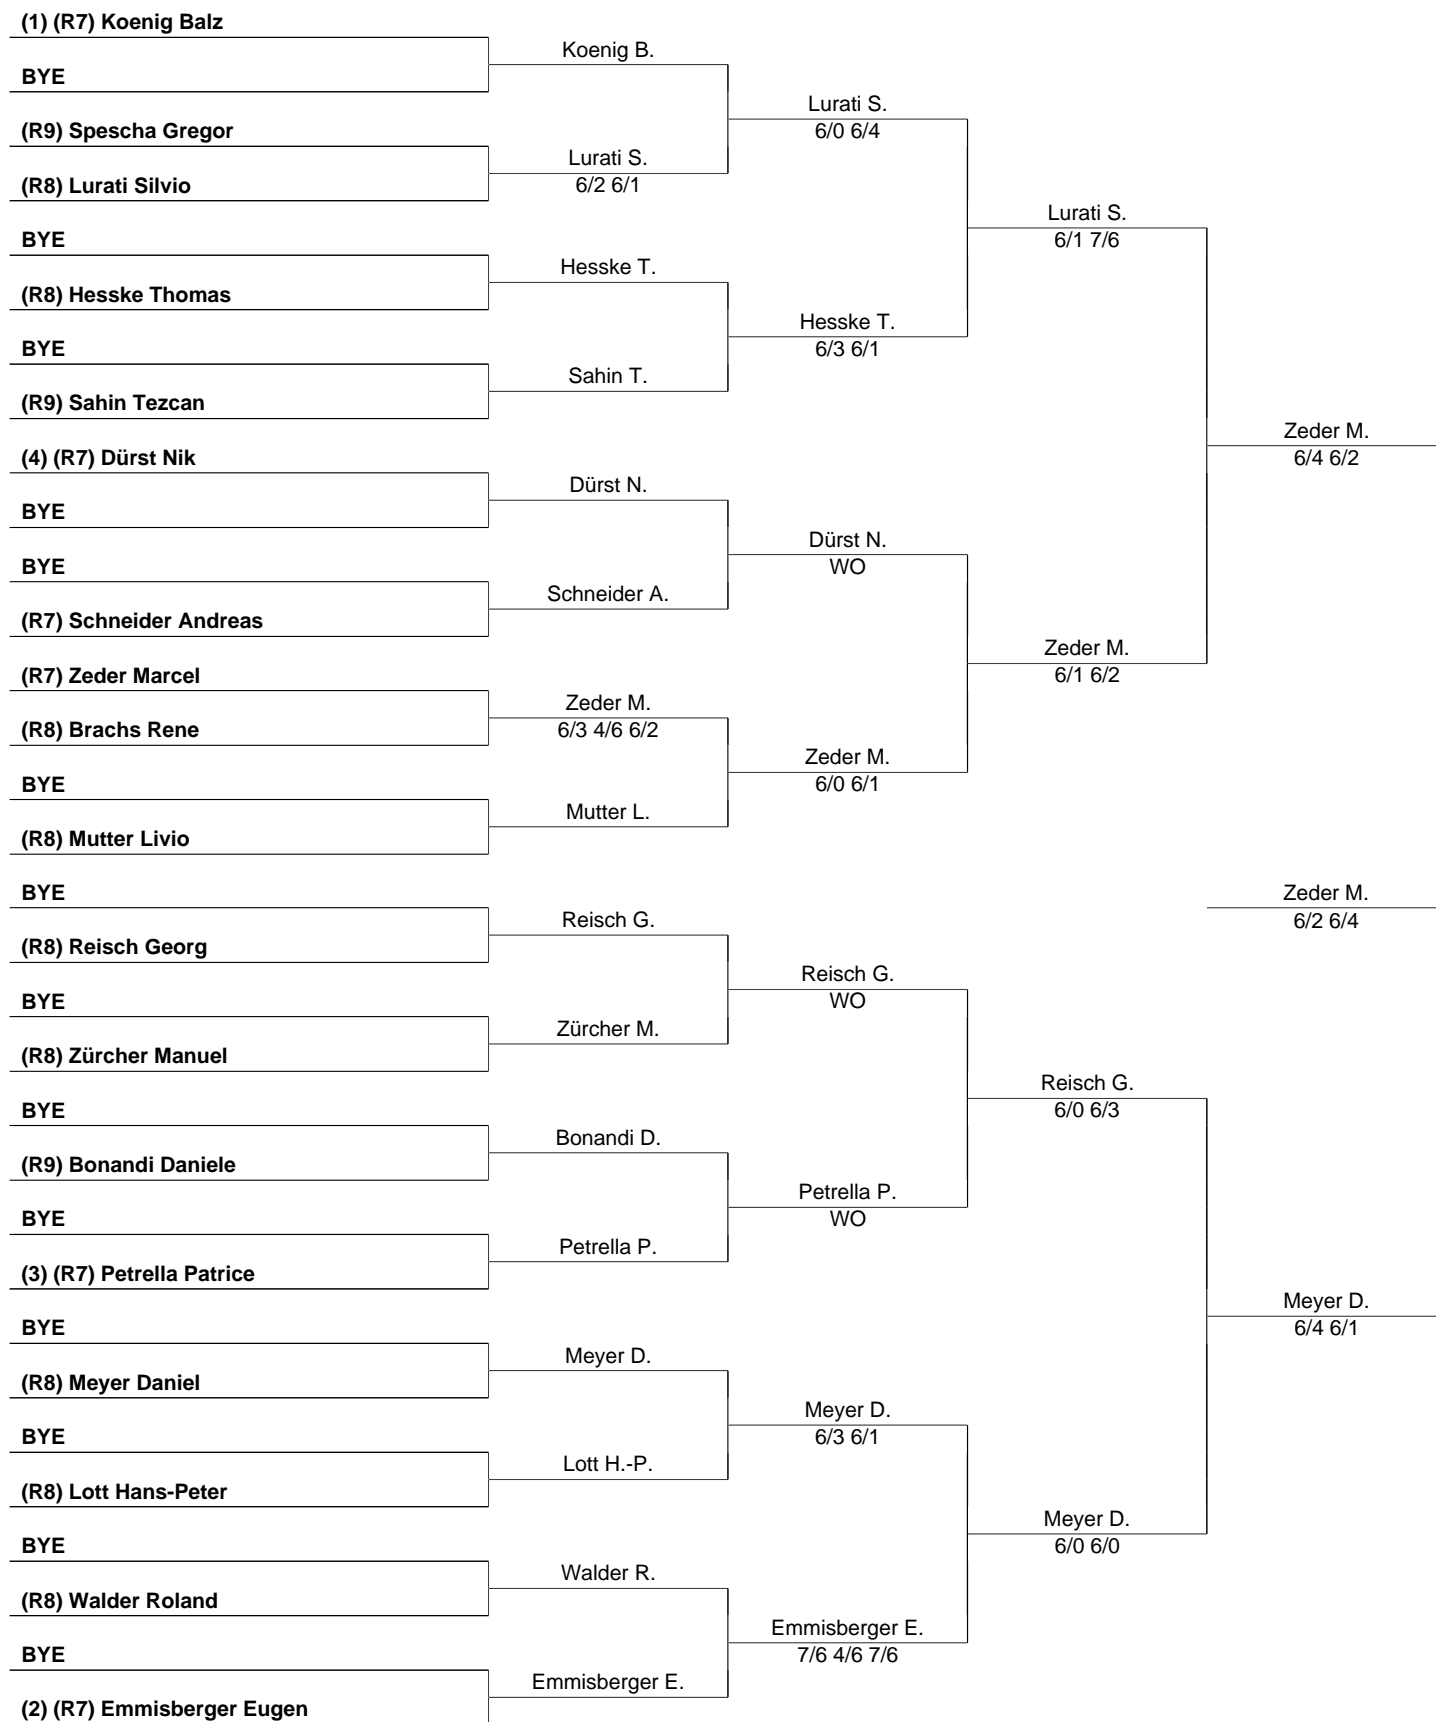 (1) (R7) Koenig Balz
BYE
(R9) Spescha Gregor
(R8) Lurati Silvio
BYE
(R8) Hesske Thomas
BYE
(R9) Sahin Tezcan
(4) (R7) Dürst Nik
BYE
BYE
(R7) Schneider Andreas
(R7) Zeder Marcel
(R8) Brachs Rene
BYE
(R8) Mutter Livio
BYE
(R8) Reisch Georg
BYE
(R8) Zürcher Manuel
BYE
(R9) Bonandi Daniele
BYE
(3) (R7) Petrella Patrice
BYE
(R8) Meyer Daniel
BYE
(R8) Lott Hans-Peter
BYE
(R8) Walder Roland
BYE
(2) (R7) Emmisberger Eugen
Koenig B.
Lurati S.
6/2 6/1
Hesske T.
Sahin T.
Dürst N.
Schneider A.
Zeder M.
6/3 4/6 6/2
Mutter L.
Reisch G.
Zürcher M.
Bonandi D.
Petrella P.
Meyer D.
Lott H.-P.
Walder R.
Emmisberger E.
Lurati S.
6/0 6/4
Hesske T.
6/3 6/1
Dürst N.
WO
Zeder M.
6/0 6/1
Reisch G.
WO
Petrella P.
WO
Meyer D.
6/3 6/1
Emmisberger E.
7/6 4/6 7/6
Lurati S.
6/1 7/6
Zeder M.
6/1 6/2
Reisch G.
6/0 6/3
Meyer D.
6/0 6/0
Zeder M.
6/4 6/2
Zeder M.
6/2 6/4
Meyer D.
6/4 6/1